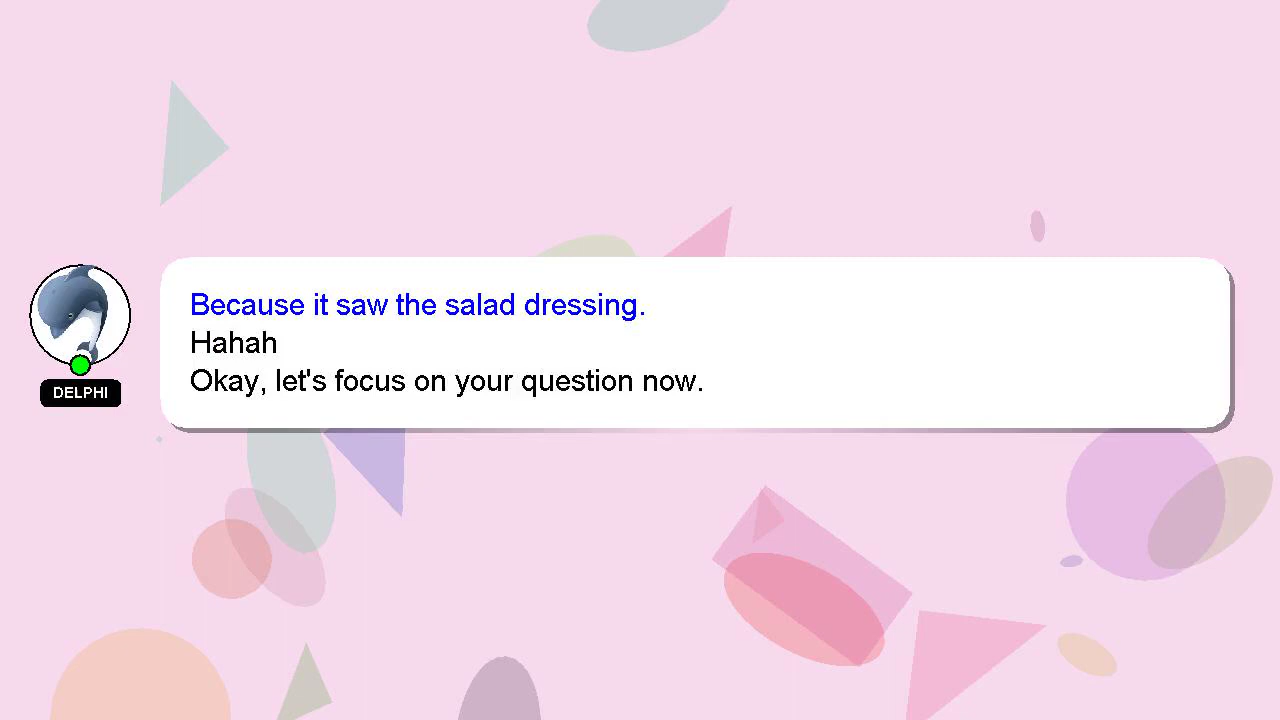 Because it saw the salad dressing.
Hahah
Okay, let's focus on your question now.
DELPHI